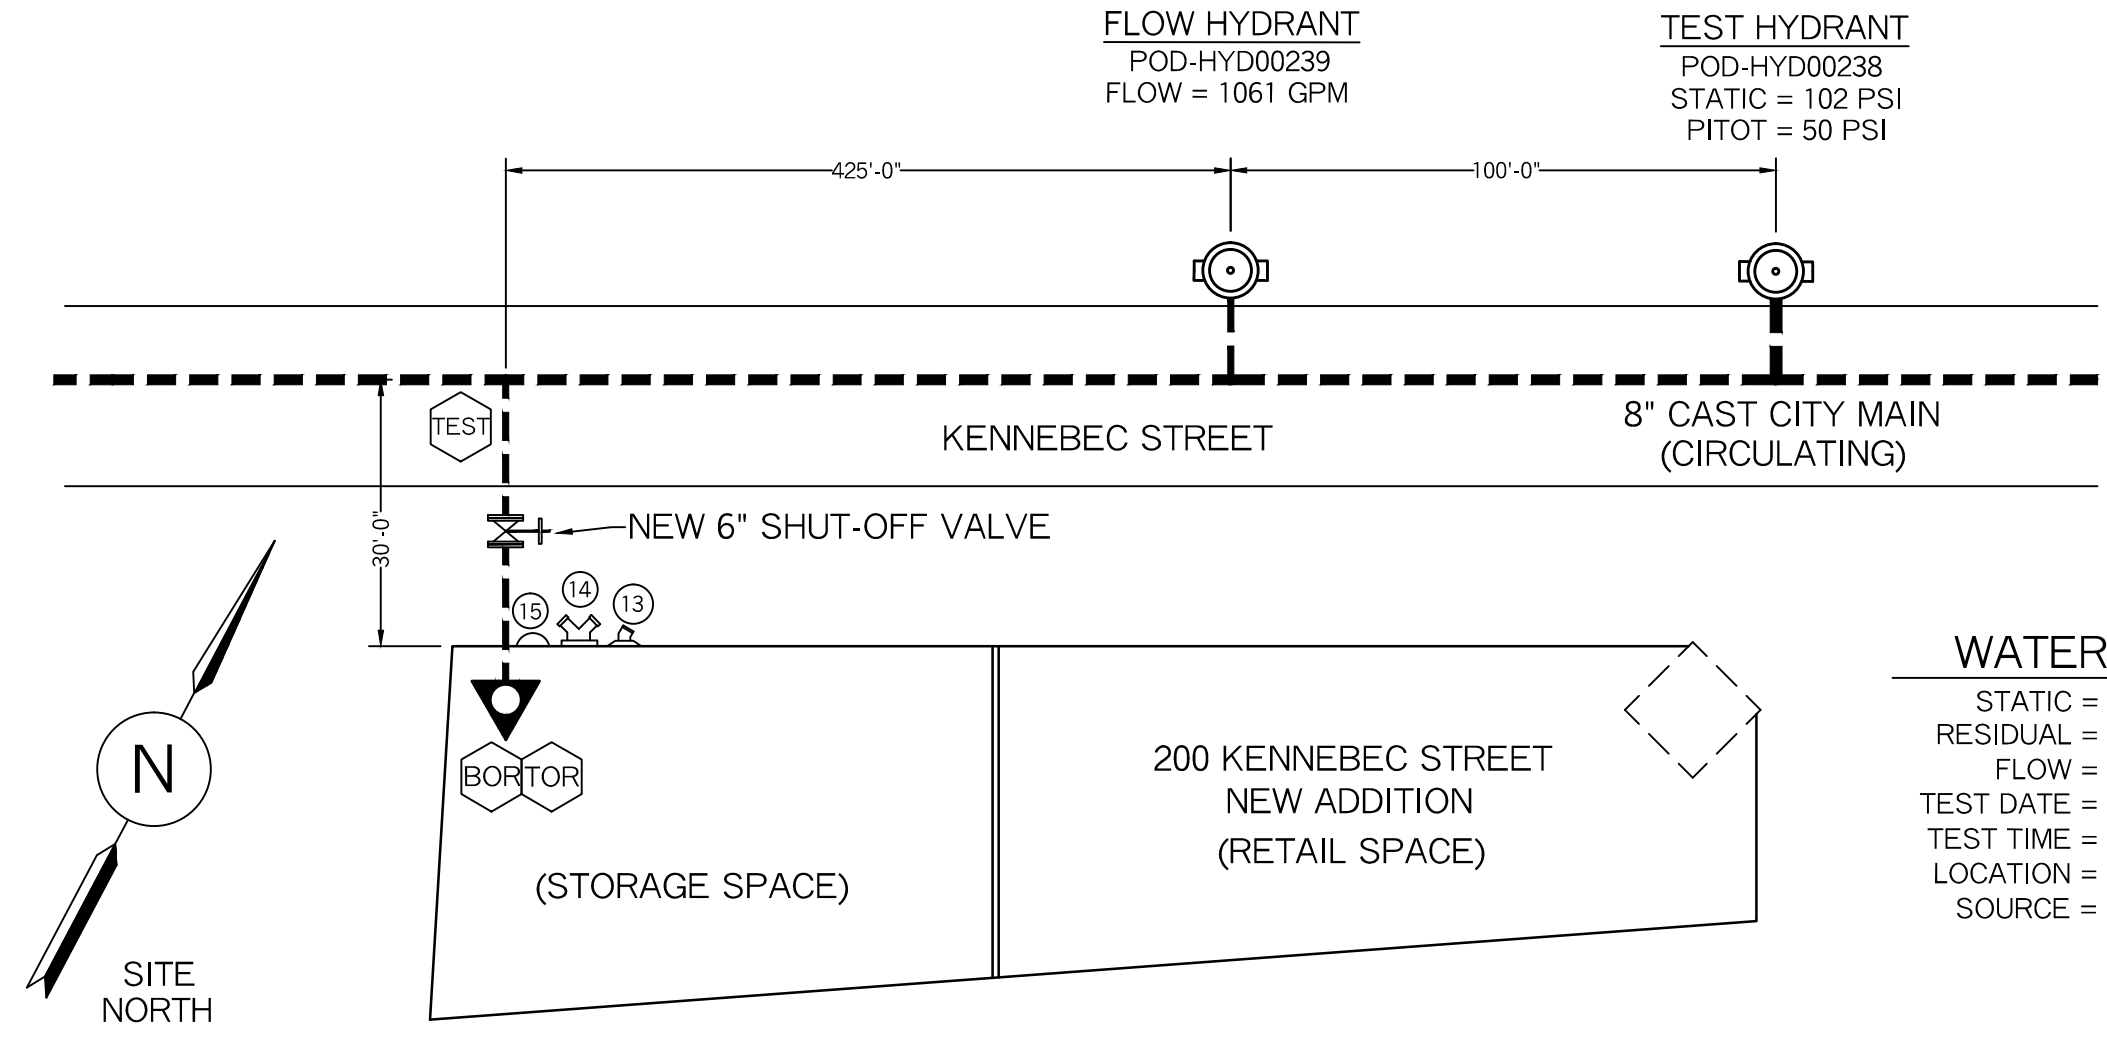 FLOW HYDRANT
POD-HYD00239
FLOW = 1061 GPM
TEST HYDRANT
POD-HYD00238
STATIC = 102 PSI
PITOT = 50 PSI
425'-0"
100'-0"
TEST
KENNEBEC STREET
8" CAST CITY MAIN
(CIRCULATING)
30'-0"
NEW 6" SHUT-OFF VALVE
15
14
13
BOR
TOR
200 KENNEBEC STREET
NEW ADDITION
(RETAIL SPACE)
(STORAGE SPACE)
N
SITE
NORTH
WATER
STATIC =
RESIDUAL =
FLOW =
TEST DATE =
TEST TIME =
LOCATION =
SOURCE =